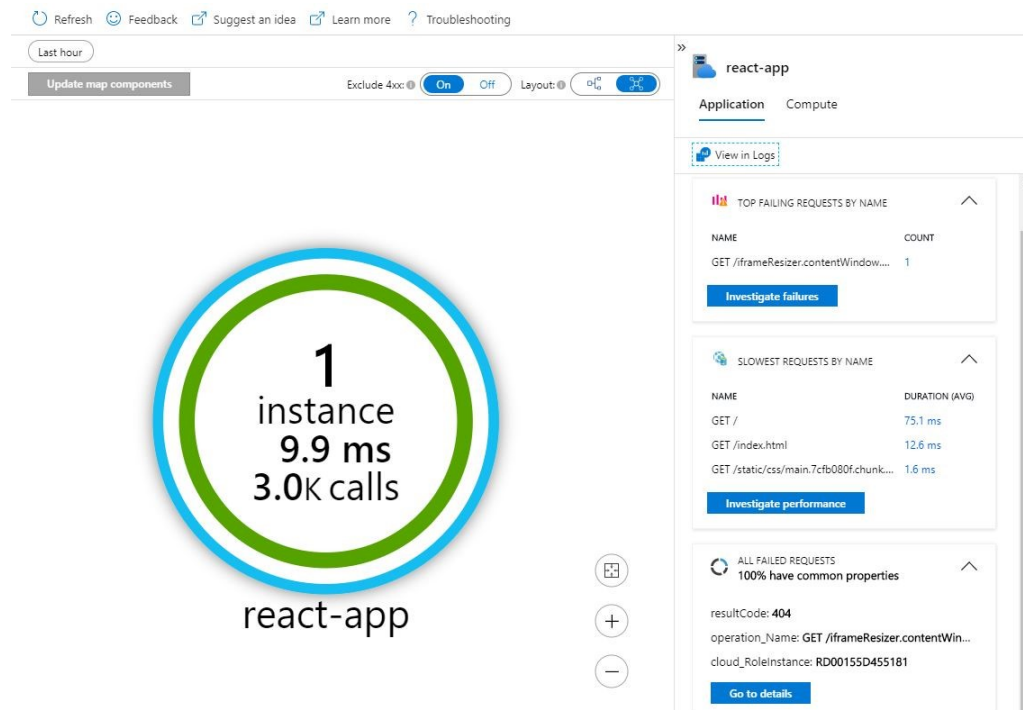 Refresh Feedback Suggest an idea Learn more Troubleshooting
Last hour
Update map components Exclude 4xx: On Off Layout:
1
instance
9.9 ms
3.0K calls
react-app
react-app
Application Compute
View in Logs
TOP FAILING REQUESTS BY NAME
NAME COUNT
GET /iframeResizer.contentWindow.... 1
Investigate failures
SLOWEST REQUESTS BY NAME
NAME DURATION (AVG)
GET / 75.1 ms
GET /index.html 12.6 ms
GET /static/css/main.7cfb080f.chunk.... 1.6 ms
Investigate performance
ALL FAILED REQUESTS
100% have common properties
resultCode: 404
operation_Name: GET /iframeResizer.contentWin...
cloud_RoleInstance: RD00155D455181
Go to details